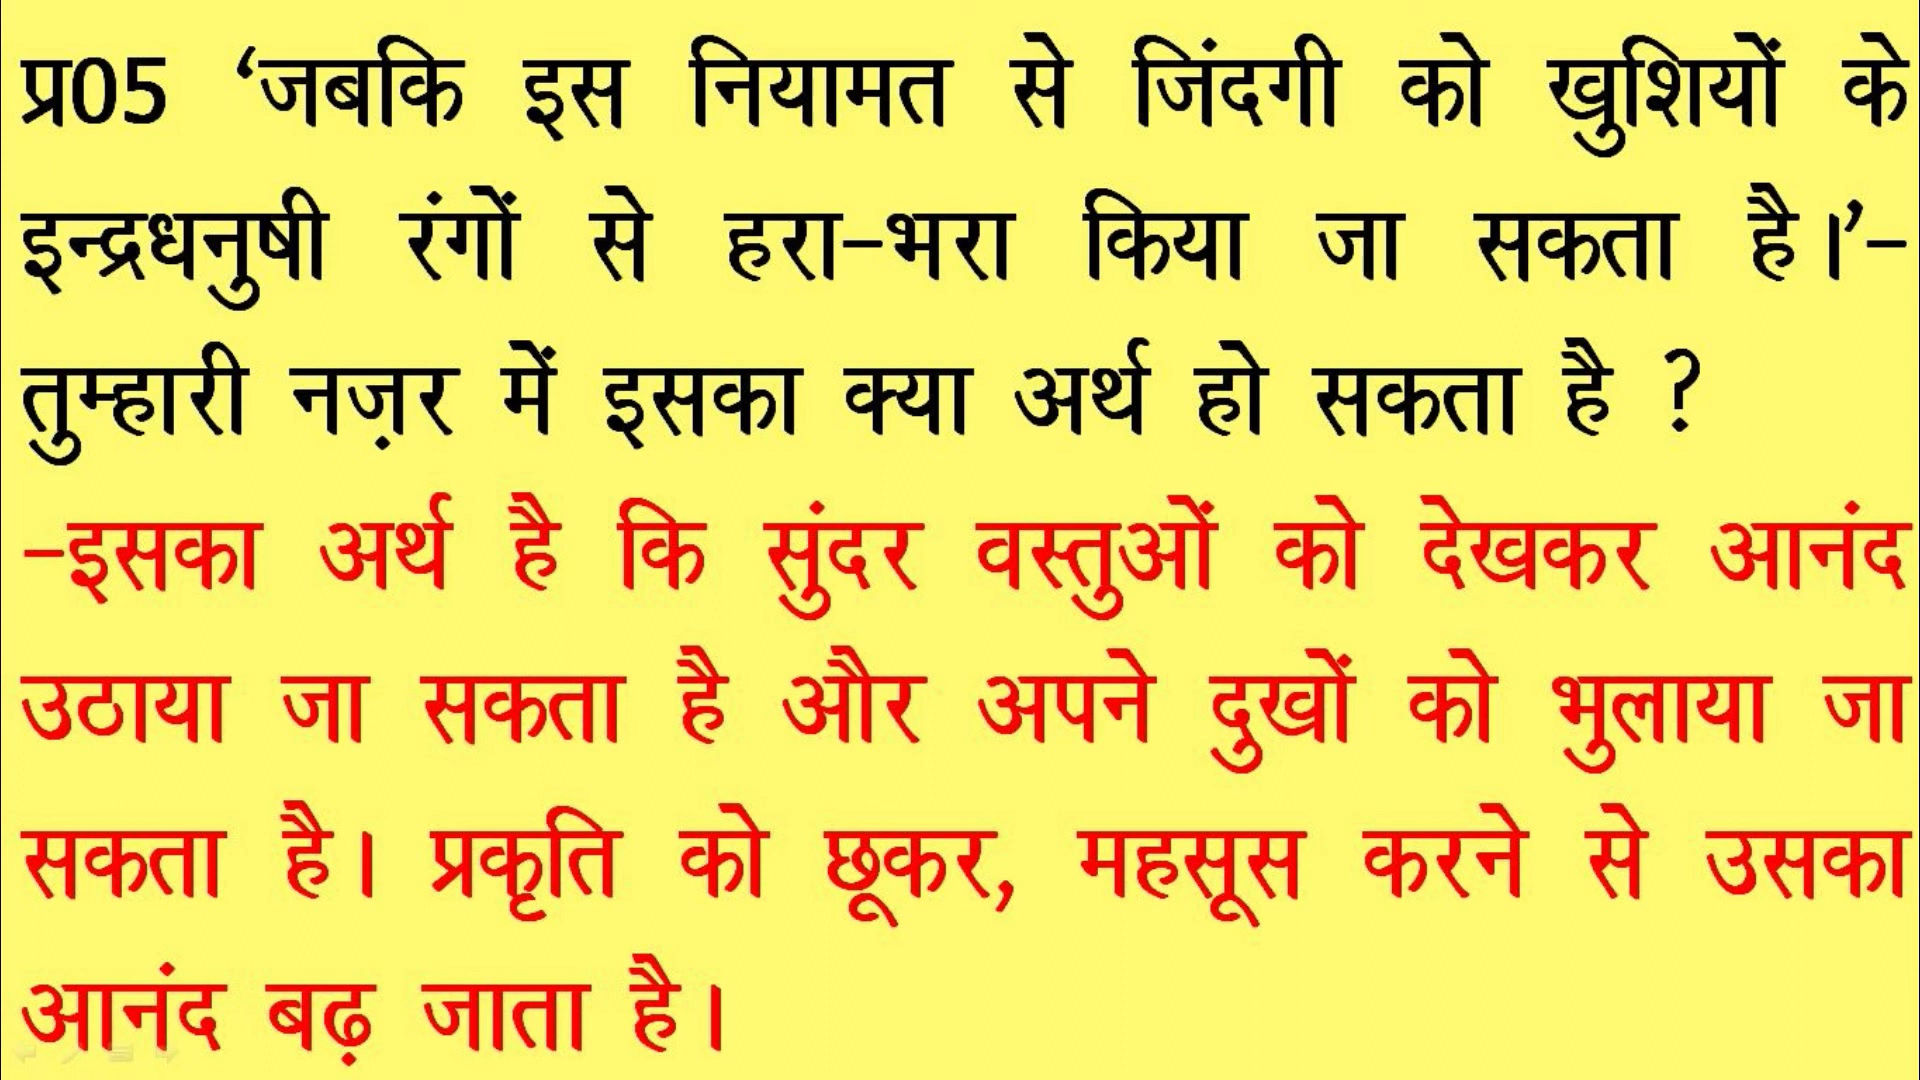 प्र05 ‘जबकि इस नियामत से जिंदगी को खुशियों के
इन्द्रधनुषी रंगों से हरा-भरा किया जा सकता है।’-
तुम्हारी नज़र में इसका क्या अर्थ हो सकता है ?
-इसका अर्थ है कि सुंदर वस्तुओं को देखकर आनंद
उठाया जा सकता है और अपने दुखों को भुलाया जा
सकता है। प्रकृति को छूकर, महसूस करने से उसका
आनंद बढ़ जाता है।